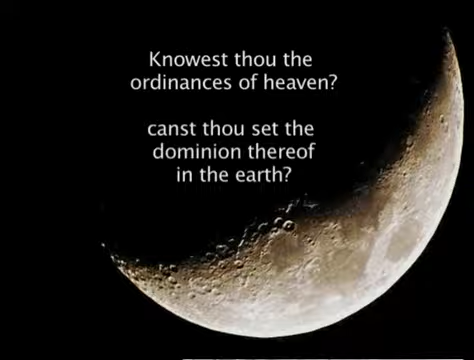 Knowest thou the
ordinances of heaven?
canst thou set the
dominion thereof
in the earth?